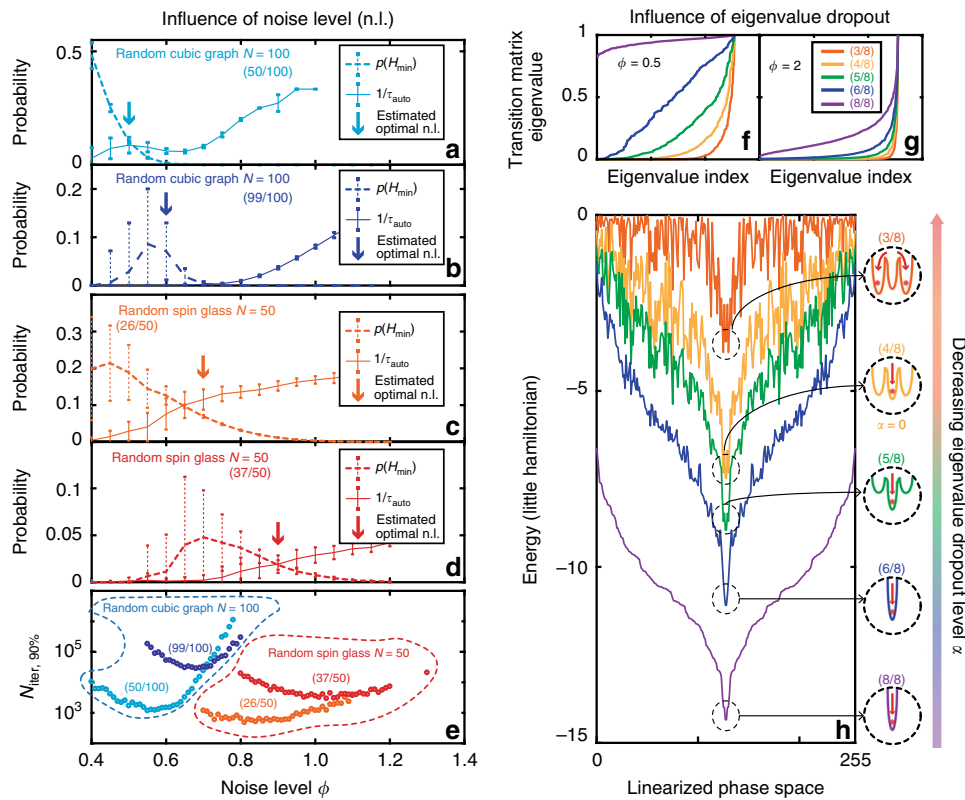 Influence of noise level (n.l.)
Probability
0.5
0
Random cubic graph N = 100
(50/100)
p(Hmin)
1/τauto
Estimated
optimal n.l.
a
Probability
0.2
0.1
0
Random cubic graph N = 100
(99/100)
p(Hmin)
1/τauto
Estimated
optimal n.l.
b
Probability
0.3
0.2
0.1
0
Random spin glass N = 50
(26/50)
p(Hmin)
1/τauto
Estimated
optimal n.l.
c
Probability
0.1
0.05
0
Random spin glass N = 50
(37/50)
p(Hmin)
1/τauto
Estimated
optimal n.l.
d
Niter, 90%
10^5
10^3
Random cubic graph N = 100
(99/100)
(50/100)
Random spin glass N = 50
(37/50)
(26/50)
e
0.4 0.6 0.8 1.0 1.2 1.4
Noise level ϕ
Influence of eigenvalue dropout
Transition matrix
eigenvalue
1
0.5
0
ϕ = 0.5
f
Eigenvalue index
ϕ = 2
(3/8)
(4/8)
(5/8)
(6/8)
(8/8)
g
Eigenvalue index
Energy (little hamiltonian)
0
−5
−10
−15
h
0 255
Linearized phase space
(3/8)
(4/8)
α = 0
(5/8)
(6/8)
(8/8)
Decreasing eigenvalue dropout level α